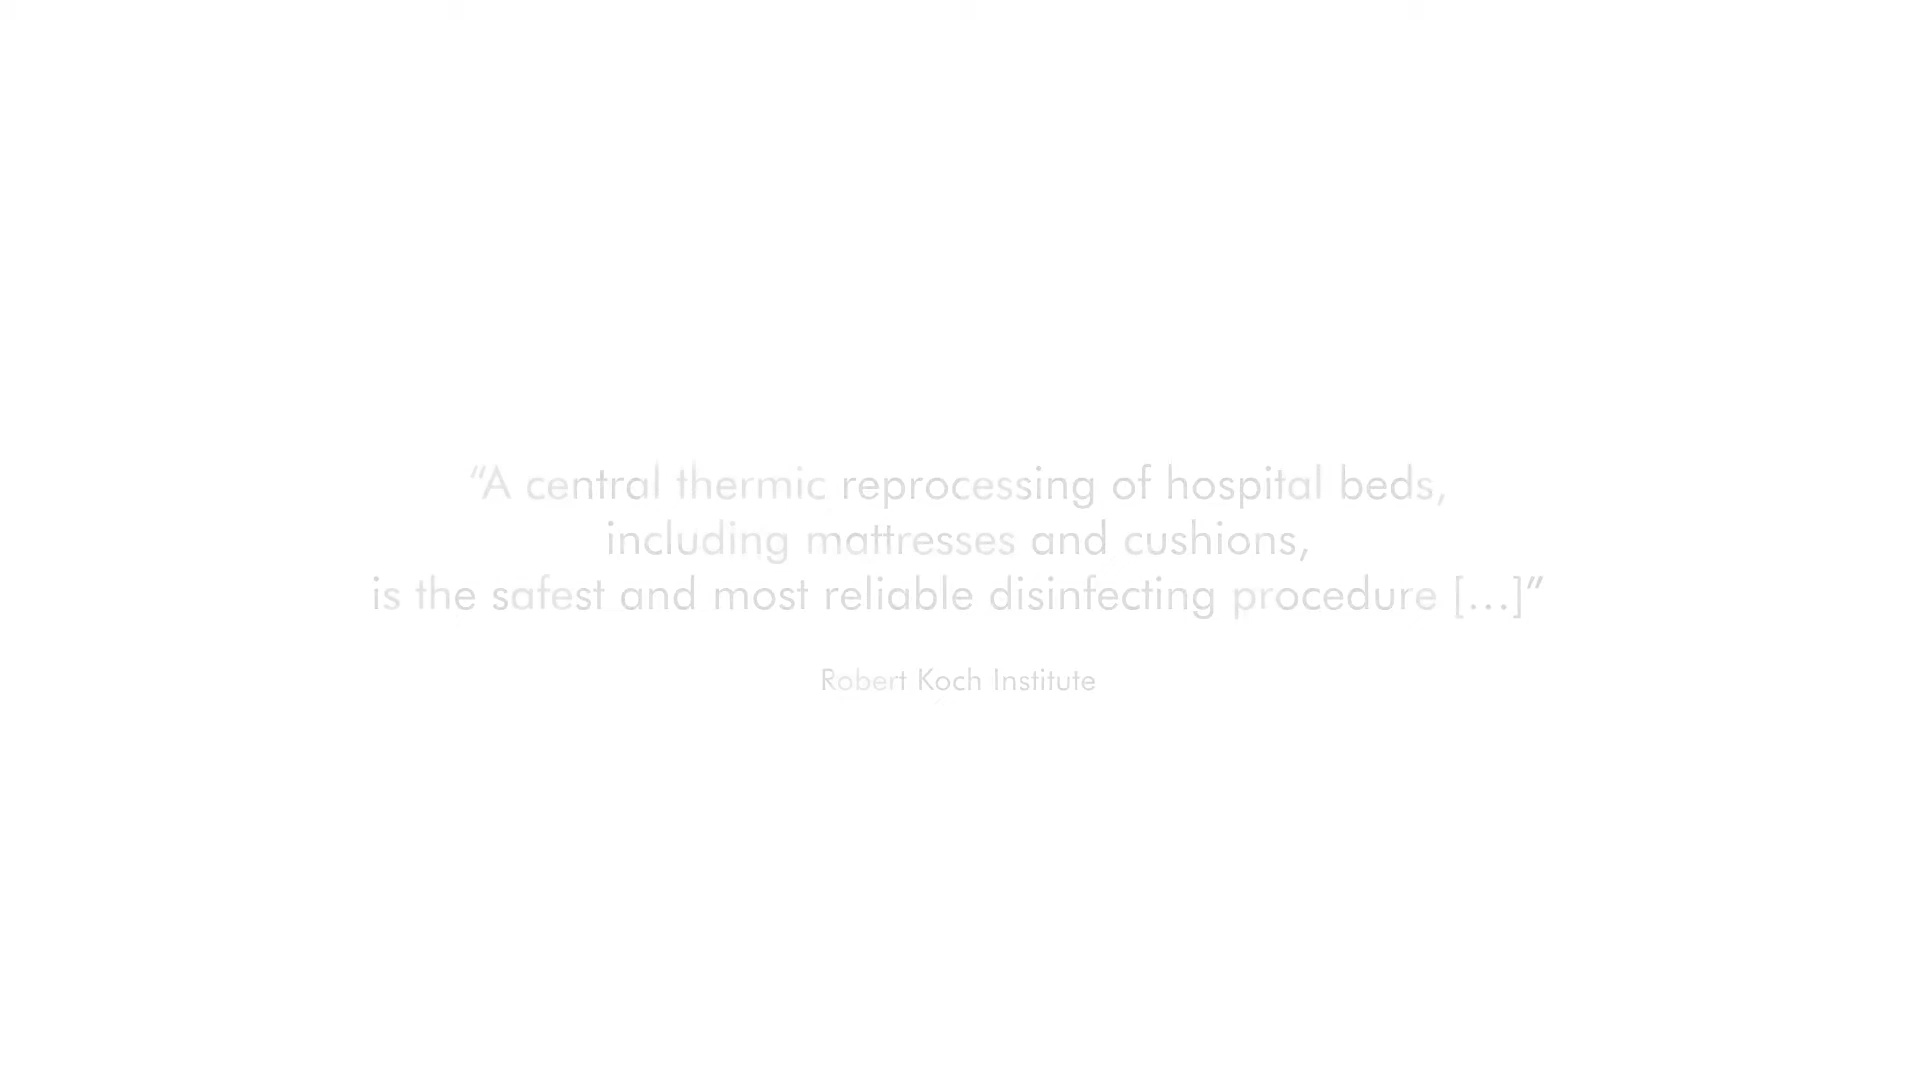 “A central thermic reprocessing of hospital beds,
including mattresses and cushions,
is the safest and most reliable disinfecting procedure […]”
Robert Koch Institute